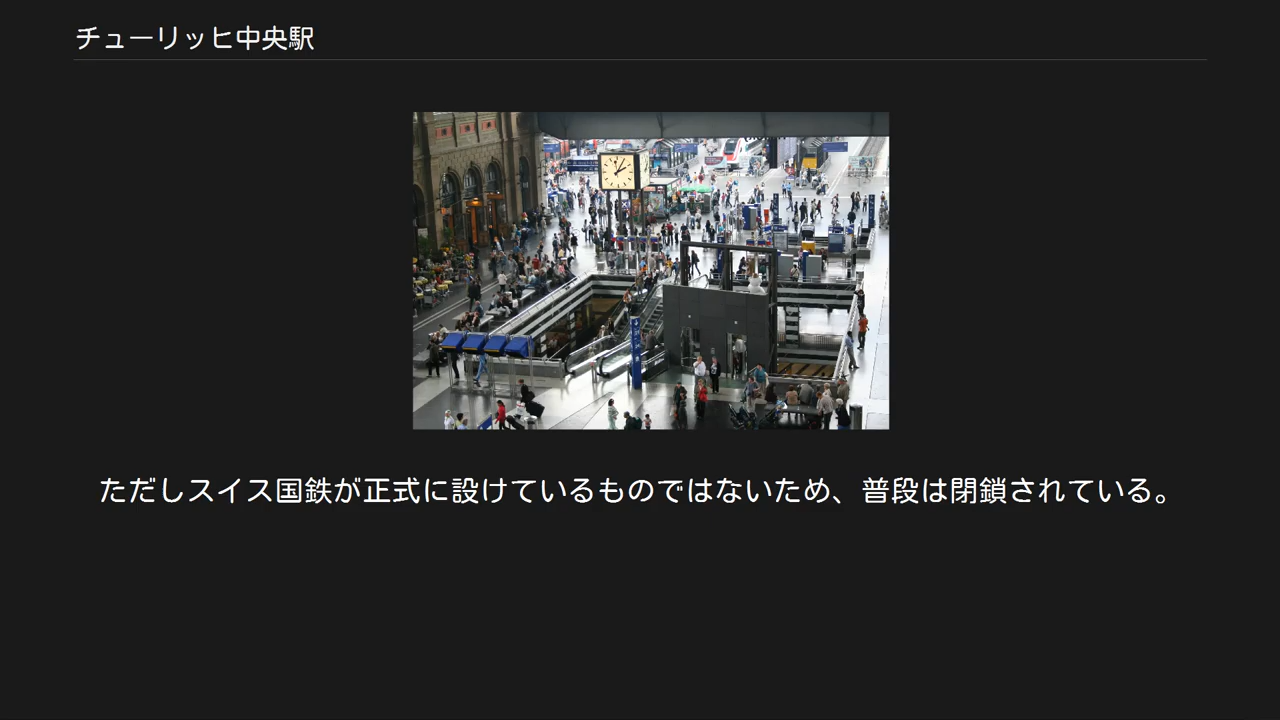 チューリッヒ中央駅
ただしスイス国鉄が正式に設けているものではないため、普段は閉鎖されている。